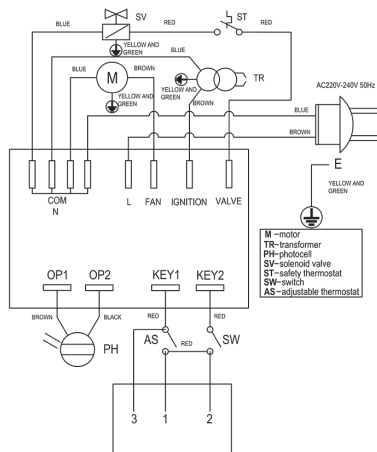 SV
ST
BLUE
RED
RED
YELLOW AND
GREEN
BLUE
BLUE
BROWN
M
TR
YELLOW AND
GREEN
YELLOW AND
GREEN
BROWN
AC220V-240V 50Hz
BLUE
BROWN
E
YELLOW AND
GREEN
COM
N
L
FAN
IGNITION
VALVE
M -motor
TR-transformer
PH-photocell
SV-solenoid valve
ST-safety thermostat
SW-switch
AS-adjustable thermostat
OP1
OP2
KEY1
KEY2
BROWN
BLACK
RED
RED
PH
AS
RED
SW
3
1
2